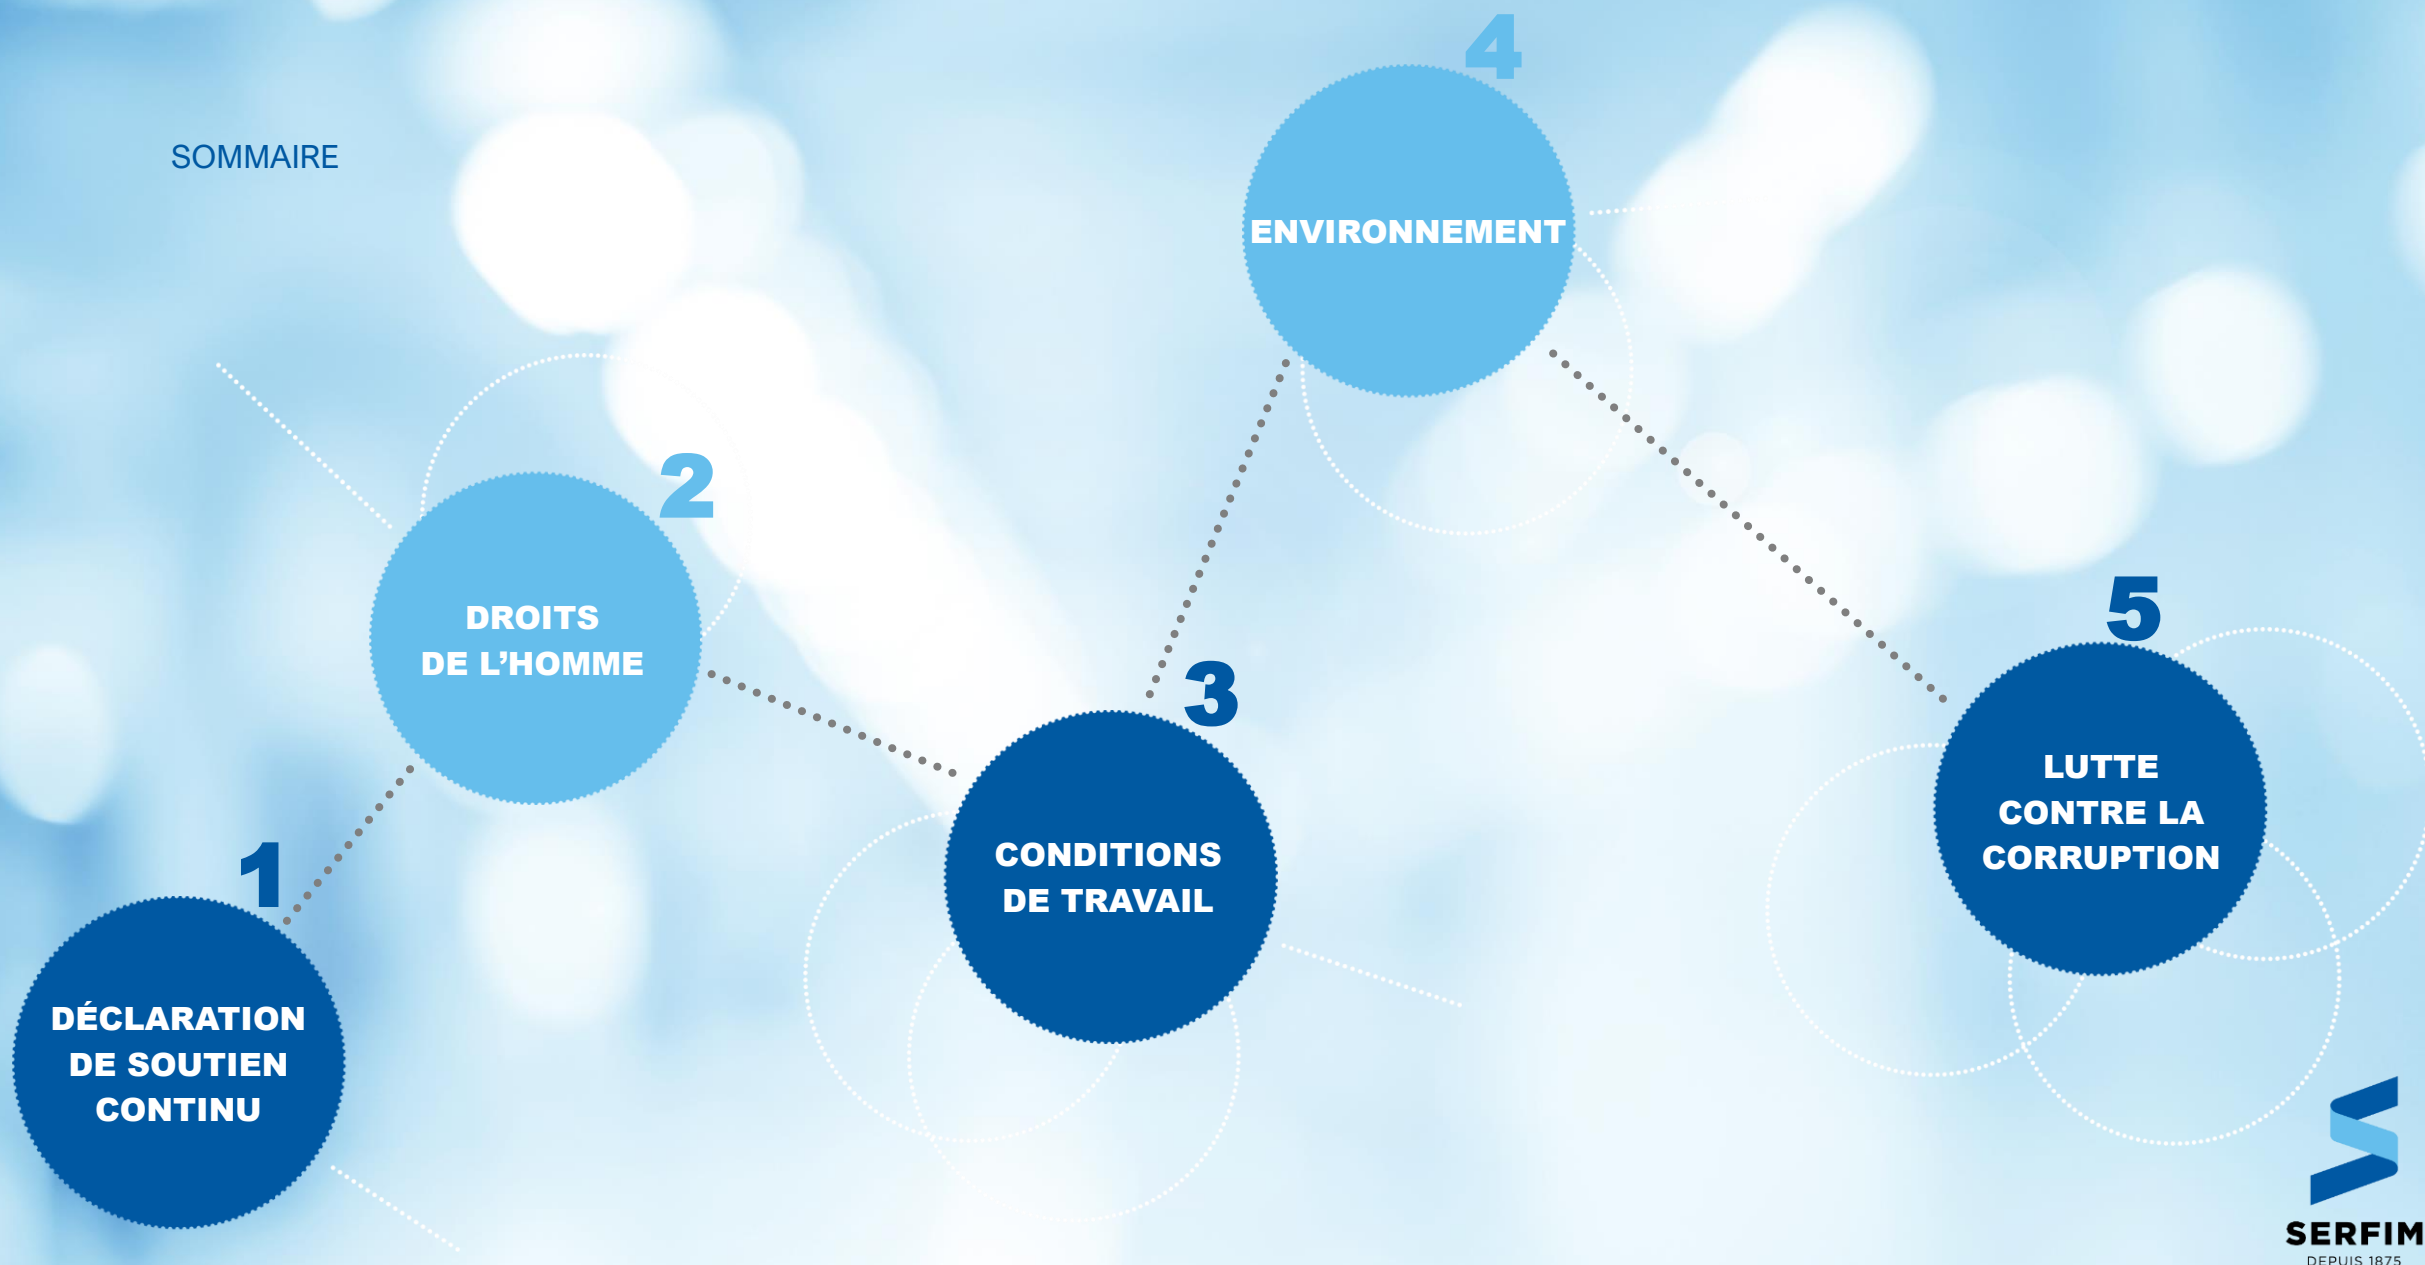 SOMMAIRE
1
DÉCLARATION
DE SOUTIEN
CONTINU
2
DROITS
DE L'HOMME
3
CONDITIONS
DE TRAVAIL
4
ENVIRONNEMENT
5
LUTTE
CONTRE LA
CORRUPTION
SERFIM
DEPUIS 1875